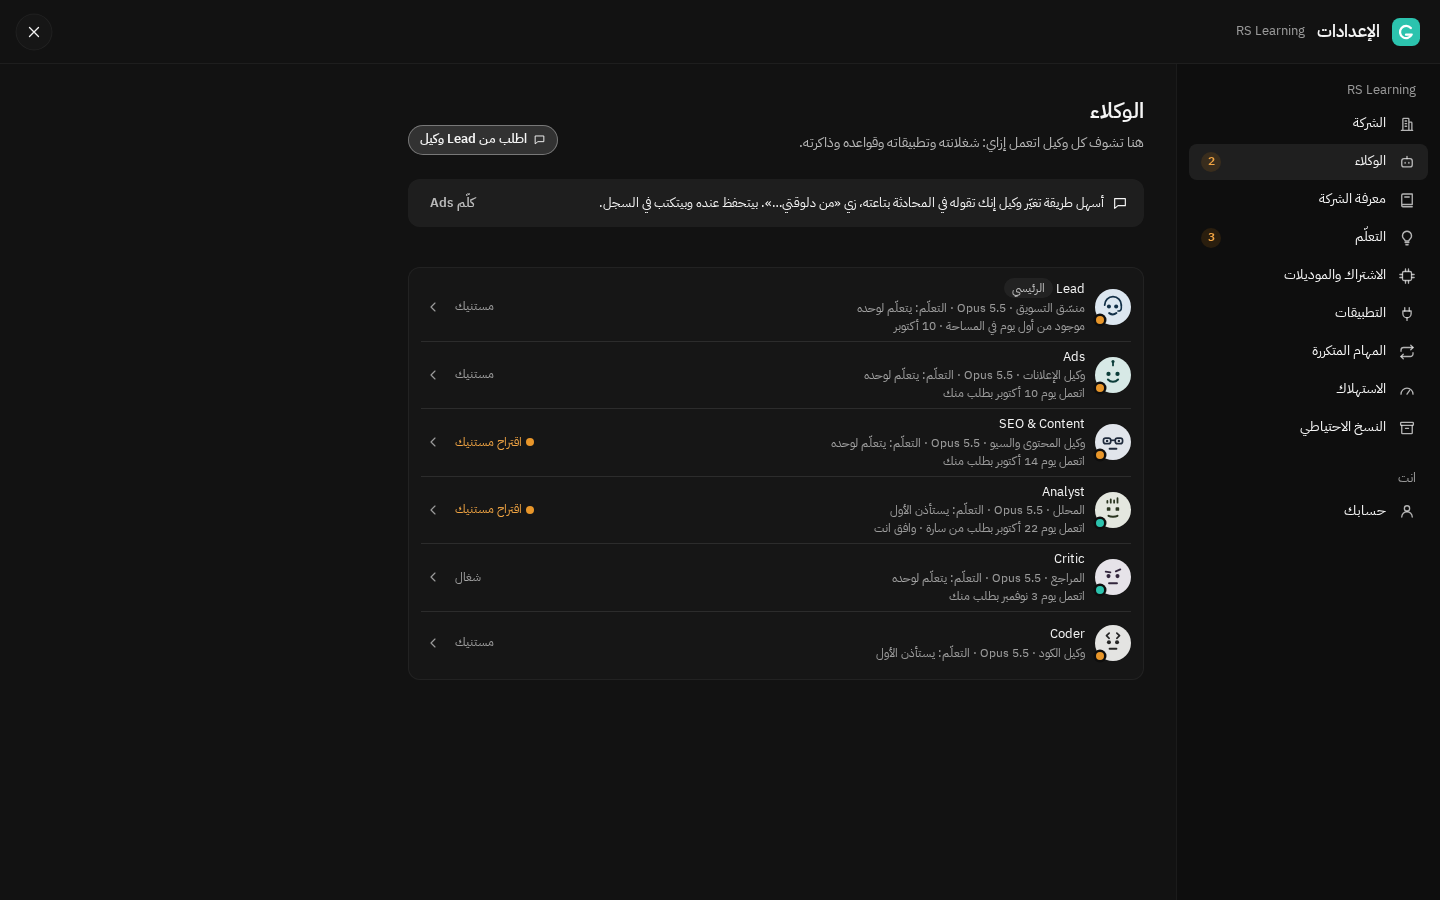 الإعدادات RS Learning
RS Learning
الشركة
الوكلاء 2
معرفة الشركة
التعلّم 3
الاشتراك والموديلات
التطبيقات
المهام المتكررة
الاستهلاك
النسخ الاحتياطي
انت
حسابك
الوكلاء
هنا تشوف كل وكيل اتعمل إزاي: شغلانته وتطبيقاته وقواعده وذاكرته.
اطلب من Lead وكيل
أسهل طريقة تغيّر وكيل إنك تقوله في المحادثة بتاعته، زي «من دلوقتي...». بيتحفظ عنده وبيتكتب في السجل.
كلّم Ads
Lead الرئيسي
منسّق التسويق · Opus 5.5 · التعلّم: يتعلّم لوحده
موجود من أول يوم في المساحة · 10 أكتوبر
مستنيك
Ads
وكيل الإعلانات · Opus 5.5 · التعلّم: يتعلّم لوحده
اتعمل يوم 10 أكتوبر بطلب منك
مستنيك
SEO & Content
وكيل المحتوى والسيو · Opus 5.5 · التعلّم: يتعلّم لوحده
اتعمل يوم 14 أكتوبر بطلب منك
اقتراح مستنيك
Analyst
المحلل · Opus 5.5 · التعلّم: يستأذن الأول
اتعمل يوم 22 أكتوبر بطلب من سارة · وافق انت
اقتراح مستنيك
Critic
المراجع · Opus 5.5 · التعلّم: يتعلّم لوحده
اتعمل يوم 3 نوفمبر بطلب منك
شغال
Coder
وكيل الكود · Opus 5.5 · التعلّم: يستأذن الأول
مستنيك